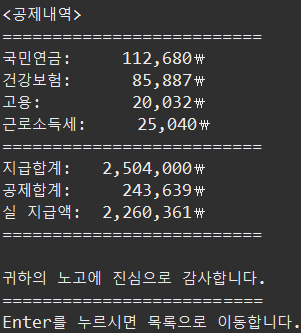 <공제내역>
==========================
국민연금:     112,680₩
건강보험:      85,887₩
고용:         20,032₩
근로소득세:     25,040₩
==========================
지급합계:   2,504,000₩
공제합계:     243,639₩
실 지급액:  2,260,361₩
==========================
귀하의 노고에 진심으로 감사합니다.
==========================
Enter를 누르시면 목록으로 이동합니다.